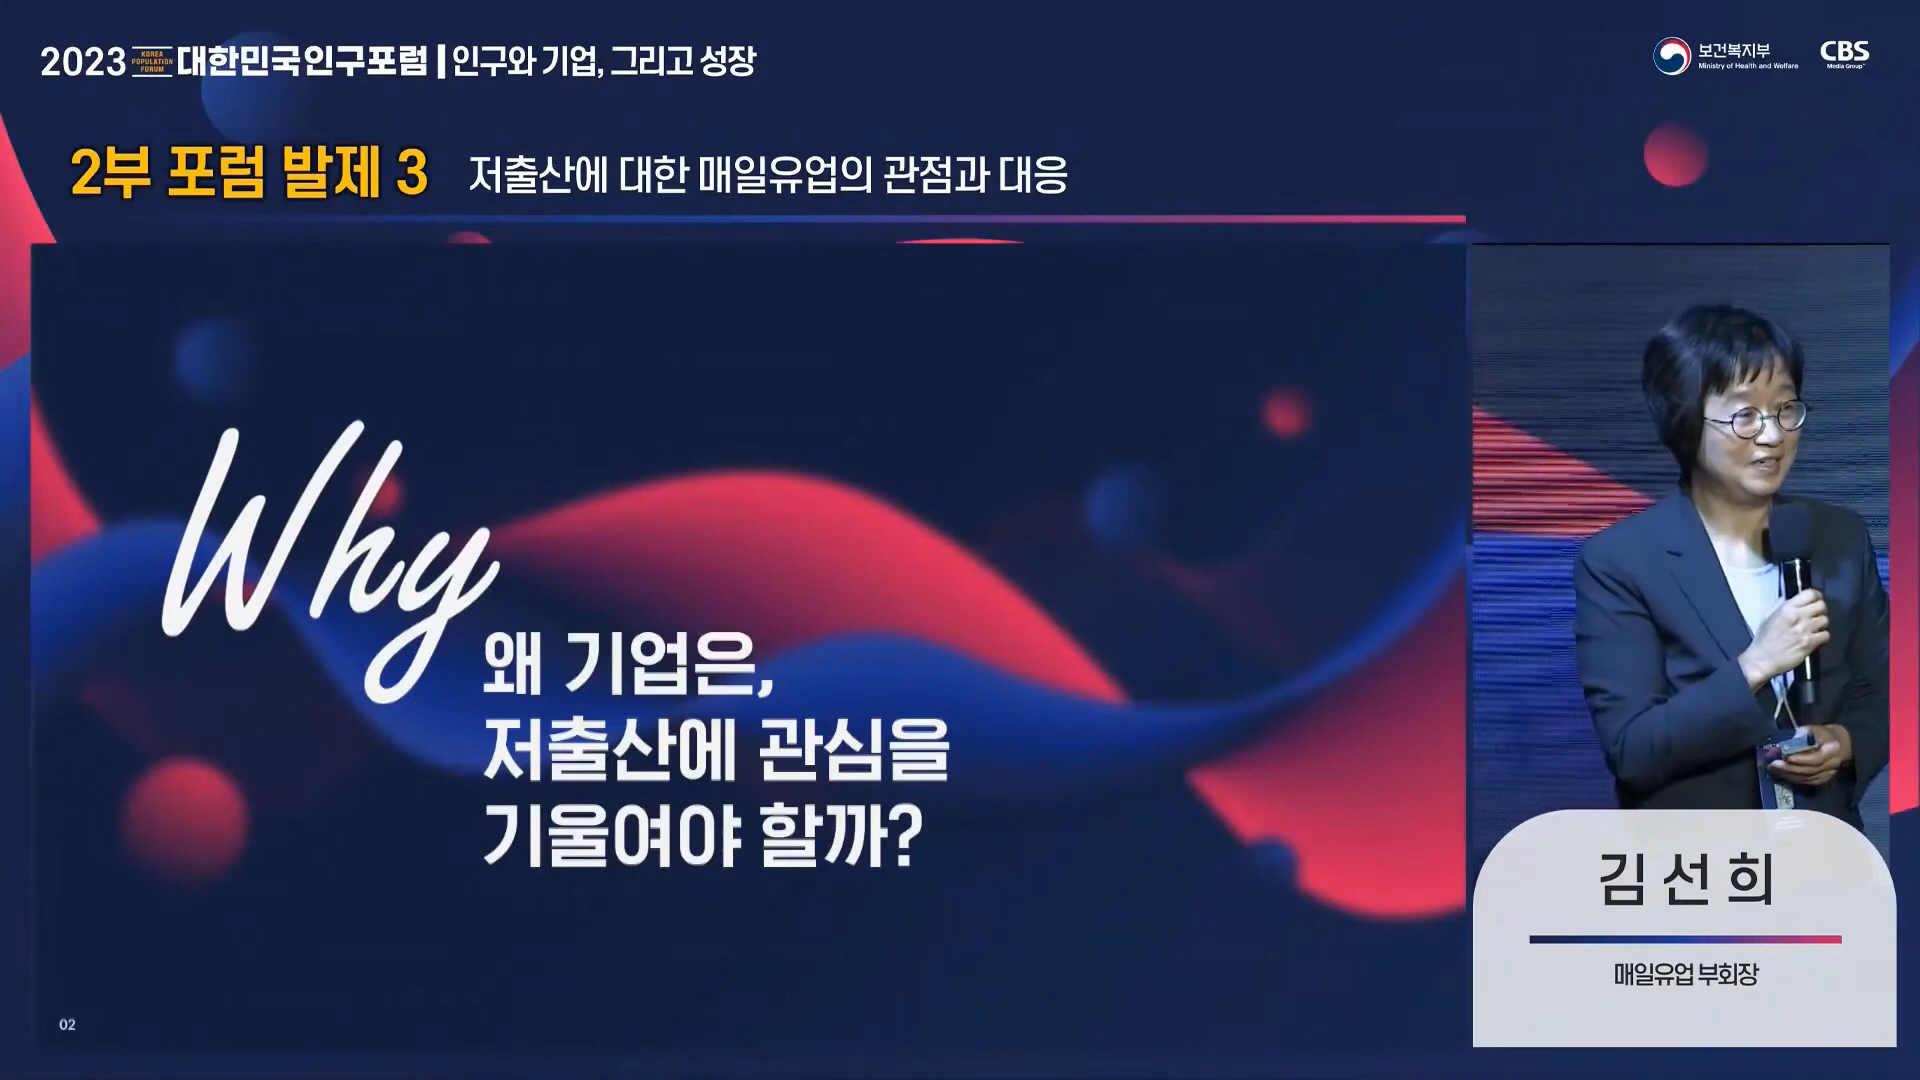 2023 KOREA POPULATION FORUM 대한민국인구포럼 | 인구와 기업, 그리고 성장
보건복지부
Ministry of Health and Welfare
CBS
Media Group
2부 포럼 발제 3 저출산에 대한 매일유업의 관점과 대응
Why
왜 기업은,
저출산에 관심을
기울여야 할까?
김선희
매일유업 부회장
02